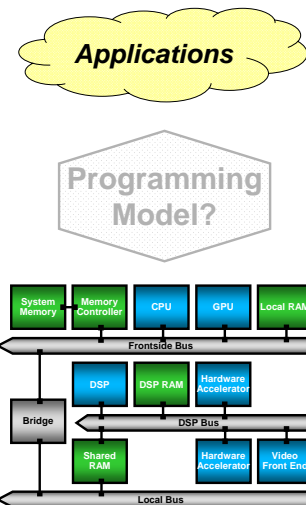 Applications
Programming
Model?
System
Memory
Memory
Controller
CPU
GPU
Local RAM
Frontside Bus
DSP
DSP RAM
Hardware
Accelerator
Bridge
DSP Bus
Shared
RAM
Hardware
Accelerator
Video
Front End
Local Bus